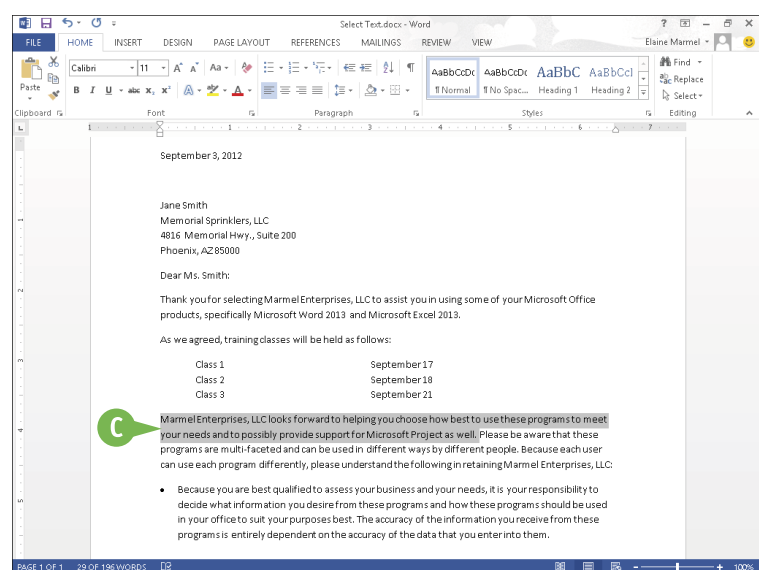 Select Text.docx - Word
FILE HOME INSERT DESIGN PAGE LAYOUT REFERENCES MAILINGS REVIEW VIEW Elaine Marmel
Calibri 11 A A Aa
Find
Paste
B I U abc X₂ X² A A
AaBbCcDc AaBbCcDc AaBbC AaBbCcI
Replace
¶ Normal ¶ No Spac... Heading 1 Heading 2
Select
Clipboard Font Paragraph Styles Editing
1 1 2 3 4 5 6 7
September 3, 2012
Jane Smith
Memorial Sprinklers, LLC
4816 Memorial Hwy., Suite 200
Phoenix, AZ 85000
Dear Ms. Smith:
Thank you for selecting Marmel Enterprises, LLC to assist you in using some of your Microsoft Office
products, specifically Microsoft Word 2013 and Microsoft Excel 2013.
As we agreed, training classes will be held as follows:
Class 1 September 17
Class 2 September 18
Class 3 September 21
C
Marmel Enterprises, LLC looks forward to helping you choose how best to use these programs to meet
your needs and to possibly provide support for Microsoft Project as well. Please be aware that these
programs are multi-faceted and can be used in different ways by different people. Because each user
can use each program differently, please understand the following in retaining Marmel Enterprises, LLC:
• Because you are best qualified to assess your business and your needs, it is your responsibility to
decide what information you desire from these programs and how these programs should be used
in your office to suit your purposes best. The accuracy of the information you receive from these
programs is entirely dependent on the accuracy of the data that you enter into them.
PAGE 1 OF 1 29 OF 196 WORDS 100%